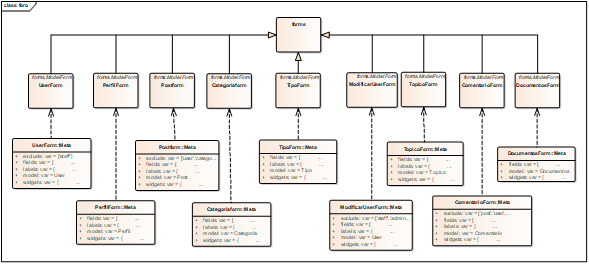 class foro
forms
forms.ModelForm
UserForm
forms.ModelForm
PerfilForm
forms.ModelForm
Postform
forms.ModelForm
Categoriaform
forms.ModelForm
TipoForm
forms.ModelForm
ModificarUserForm
forms.ModelForm
TopicoForm
forms.ModelForm
ComentarioForm
forms.ModelForm
DocumentosForm
UserForm::Meta
+ exclude: var = ['staff']
+ fields: var = [ ...
+ labels: var = { ...
+ model: var = User
+ widgets: var = { ...
Postform::Meta
+ exclude: var = ['user','catego...
+ fields: var = [ ...
+ labels: var = { ...
+ model: var = Post
+ widgets: var = { ...
TipoForm::Meta
+ fields: var = [ ...
+ labels: var = { ...
+ model: var = Tipo
+ widgets: var = { ...
TopicoForm::Meta
+ fields: var = [ ...
+ labels: var = { ...
+ model: var = Topico
+ widgets: var = { ...
DocumentosForm::Meta
+ fields: var = [ ...
+ model: var = Documentos
+ widgets: var = { ...
PerfilForm::Meta
+ fields: var = [ ...
+ labels: var = { ...
+ model: var = Perfil
+ widgets: var = { ...
Categoriaform::Meta
+ fields: var = [ ...
+ labels: var = { ...
+ model: var = Categoria
+ widgets: var = { ...
ModificarUserForm::Meta
+ exclude: var = ['staff','admin...
+ fields: var = [ ...
+ labels: var = { ...
+ model: var = User
+ widgets: var = { ...
ComentarioForm::Meta
+ exclude: var = ['post','user',...
+ fields: var = [ ...
+ labels: var = { ...
+ model: var = Comentario
+ widgets: var = { ...